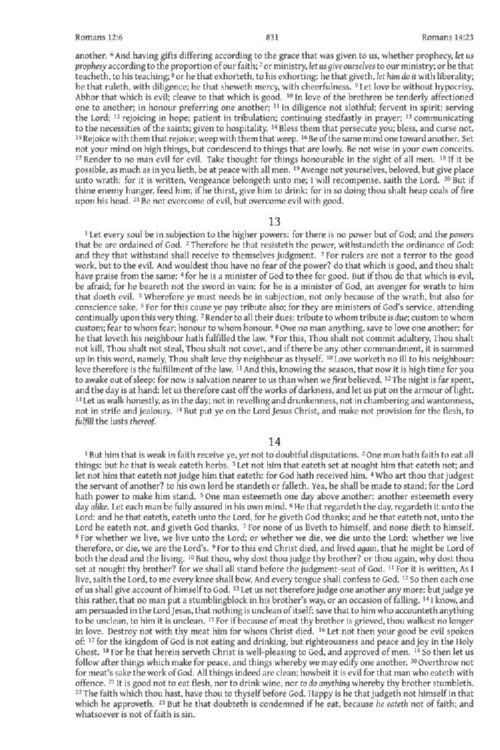 Romans 12:6 831 Romans 14:23
another. ⁶ And having gifts differing according to the grace that was given to us, whether prophecy, let us
prophesy according to the proportion of our faith; ⁷ or ministry, let us give ourselves to our ministry; or he that
teacheth, to his teaching; ⁸ or he that exhorteth, to his exhorting: he that giveth, let him do it with liberality;
he that ruleth, with diligence; he that sheweth mercy, with cheerfulness. ⁹ Let love be without hypocrisy.
Abhor that which is evil; cleave to that which is good. ¹⁰ In love of the brethren be tenderly affectioned
one to another; in honour preferring one another; ¹¹ in diligence not slothful; fervent in spirit; serving
the Lord; ¹² rejoicing in hope; patient in tribulation; continuing stedfastly in prayer; ¹³ communicating
to the necessities of the saints; given to hospitality. ¹⁴ Bless them that persecute you; bless, and curse not.
¹⁵ Rejoice with them that rejoice; weep with them that weep. ¹⁶ Be of the same mind one toward another. Set
not your mind on high things, but condescend to things that are lowly. Be not wise in your own conceits.
¹⁷ Render to no man evil for evil. Take thought for things honourable in the sight of all men. ¹⁸ If it be
possible, as much as in you lieth, be at peace with all men. ¹⁹ Avenge not yourselves, beloved, but give place
unto wrath: for it is written, Vengeance belongeth unto me; I will recompense, saith the Lord. ²⁰ But if
thine enemy hunger, feed him; if he thirst, give him to drink: for in so doing thou shalt heap coals of fire
upon his head. ²¹ Be not overcome of evil, but overcome evil with good.
13
¹ Let every soul be in subjection to the higher powers: for there is no power but of God; and the powers
that be are ordained of God. ² Therefore he that resisteth the power, withstandeth the ordinance of God:
and they that withstand shall receive to themselves judgment. ³ For rulers are not a terror to the good
work, but to the evil. And wouldest thou have no fear of the power? do that which is good, and thou shalt
have praise from the same: ⁴ for he is a minister of God to thee for good. But if thou do that which is evil,
be afraid; for he beareth not the sword in vain: for he is a minister of God, an avenger for wrath to him
that doeth evil. ⁵ Wherefore ye must needs be in subjection, not only because of the wrath, but also for
conscience sake. ⁶ For for this cause ye pay tribute also; for they are ministers of God's service, attending
continually upon this very thing. ⁷ Render to all their dues: tribute to whom tribute is due; custom to whom
custom; fear to whom fear; honour to whom honour. ⁸ Owe no man anything, save to love one another: for
he that loveth his neighbour hath fulfilled the law. ⁹ For this, Thou shalt not commit adultery, Thou shalt
not kill, Thou shalt not steal, Thou shalt not covet, and if there be any other commandment, it is summed
up in this word, namely, Thou shalt love thy neighbour as thyself. ¹⁰ Love worketh no ill to his neighbour:
love therefore is the fulfillment of the law. ¹¹ And this, knowing the season, that now it is high time for you
to awake out of sleep: for now is salvation nearer to us than when we first believed. ¹² The night is far spent,
and the day is at hand: let us therefore cast off the works of darkness, and let us put on the armour of light.
¹³ Let us walk honestly, as in the day; not in revelling and drunkenness, not in chambering and wantonness,
not in strife and jealousy. ¹⁴ But put ye on the Lord Jesus Christ, and make not provision for the flesh, to
fulfill the lusts thereof.
14
¹ But him that is weak in faith receive ye, yet not to doubtful disputations. ² One man hath faith to eat all
things: but he that is weak eateth herbs. ³ Let not him that eateth set at nought him that eateth not; and
let not him that eateth not judge him that eateth: for God hath received him. ⁴ Who art thou that judgest
the servant of another? to his own lord he standeth or falleth. Yea, he shall be made to stand; for the Lord
hath power to make him stand. ⁵ One man esteemeth one day above another: another esteemeth every
day alike. Let each man be fully assured in his own mind. ⁶ He that regardeth the day, regardeth it unto the
Lord: and he that eateth, eateth unto the Lord, for he giveth God thanks; and he that eateth not, unto the
Lord he eateth not, and giveth God thanks. ⁷ For none of us liveth to himself, and none dieth to himself.
⁸ For whether we live, we live unto the Lord; or whether we die, we die unto the Lord: whether we live
therefore, or die, we are the Lord's. ⁹ For to this end Christ died, and lived again, that he might be Lord of
both the dead and the living. ¹⁰ But thou, why dost thou judge thy brother? or thou again, why dost thou
set at nought thy brother? for we shall all stand before the judgment-seat of God. ¹¹ For it is written, As I
live, saith the Lord, to me every knee shall bow, And every tongue shall confess to God. ¹² So then each one
of us shall give account of himself to God. ¹³ Let us not therefore judge one another any more: but judge ye
this rather, that no man put a stumblingblock in his brother's way, or an occasion of falling. ¹⁴ I know, and
am persuaded in the Lord Jesus, that nothing is unclean of itself: save that to him who accounteth anything
to be unclean, to him it is unclean. ¹⁵ For if because of meat thy brother is grieved, thou walkest no longer
in love. Destroy not with thy meat him for whom Christ died. ¹⁶ Let not then your good be evil spoken
of: ¹⁷ for the kingdom of God is not eating and drinking, but righteousness and peace and joy in the Holy
Ghost. ¹⁸ For he that herein serveth Christ is well-pleasing to God, and approved of men. ¹⁹ So then let us
follow after things which make for peace, and things whereby we may edify one another. ²⁰ Overthrow not
for meat's sake the work of God. All things indeed are clean; howbeit it is evil for that man who eateth with
offence. ²¹ It is good not to eat flesh, nor to drink wine, nor to do anything whereby thy brother stumbleth.
²² The faith which thou hast, have thou to thyself before God. Happy is he that judgeth not himself in that
which he approveth. ²³ But he that doubteth is condemned if he eat, because he eateth not of faith; and
whatsoever is not of faith is sin.